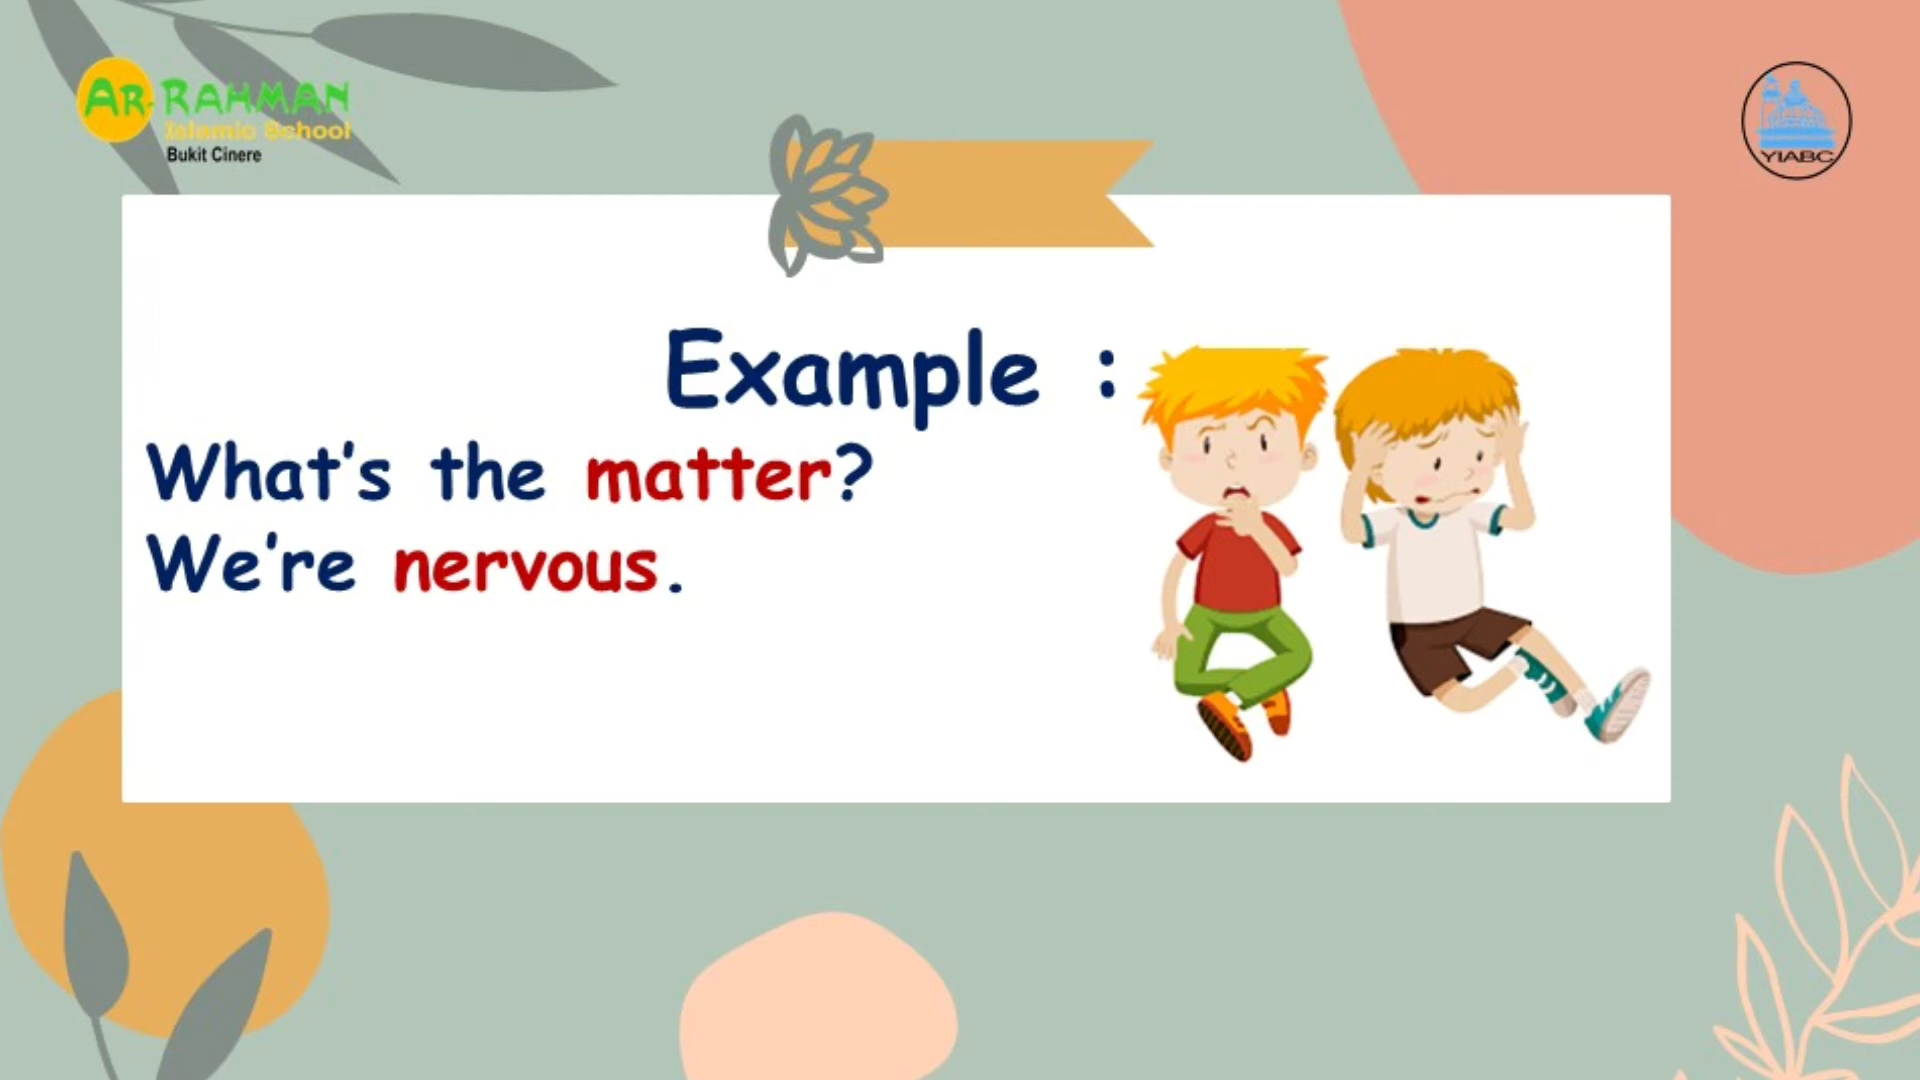 AR-RAHMAN
Islamic School
Bukit Cinere
YIABC
Example :
What's the matter?
We're nervous.